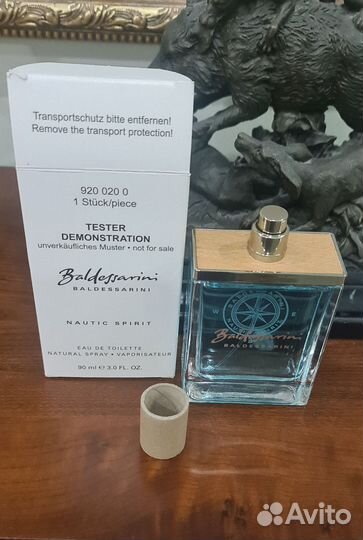 Transportschutz bitte entfernen!
Remove the transport protection!
920 020 0
1 Stück/piece
TESTER
DEMONSTRATION
unverkäufliches Muster • not for sale
Baldessarini
BALDESSARINI
NAUTIC SPIRIT
EAU DE TOILETTE
NATURAL SPRAY • VAPORISATEUR
90 ml ℮ 3.0 FL. OZ.
W
E
Baldessarini
BALDESSARINI
Avito